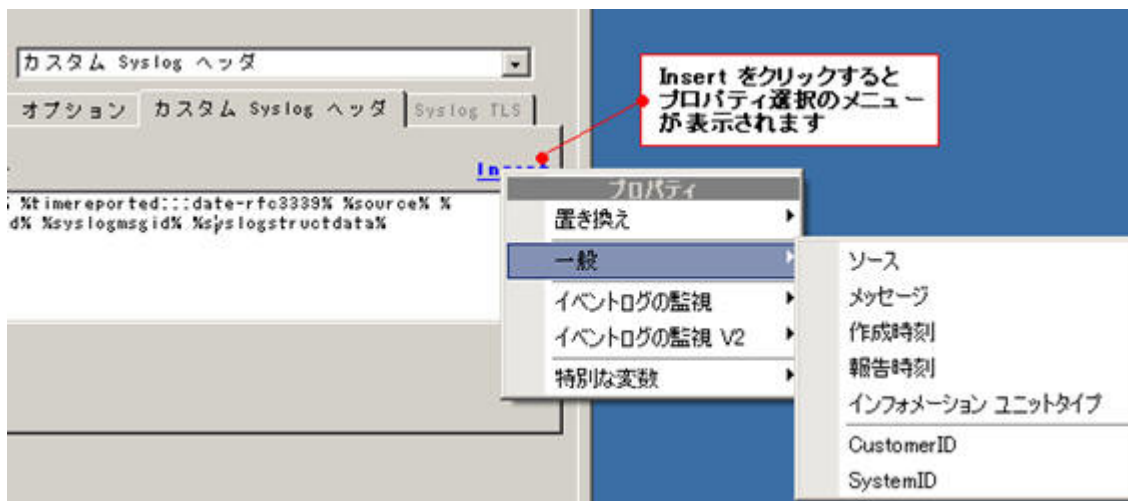 カスタム Syslog ヘッダ
オプション カスタム Syslog ヘッダ Syslog TLS
Insert をクリックすると
プロパティ選択のメニュー
が表示されます
% %timereported:::date-rfc3339% %source% %
d% %syslogmsgid% %syslogstructdata%
プロパティ
置き換え
一般
イベントログの監視
イベントログの監視 V2
特別な変数
ソース
メッセージ
作成時刻
報告時刻
インフォメーション ユニットタイプ
CustomerID
SystemID